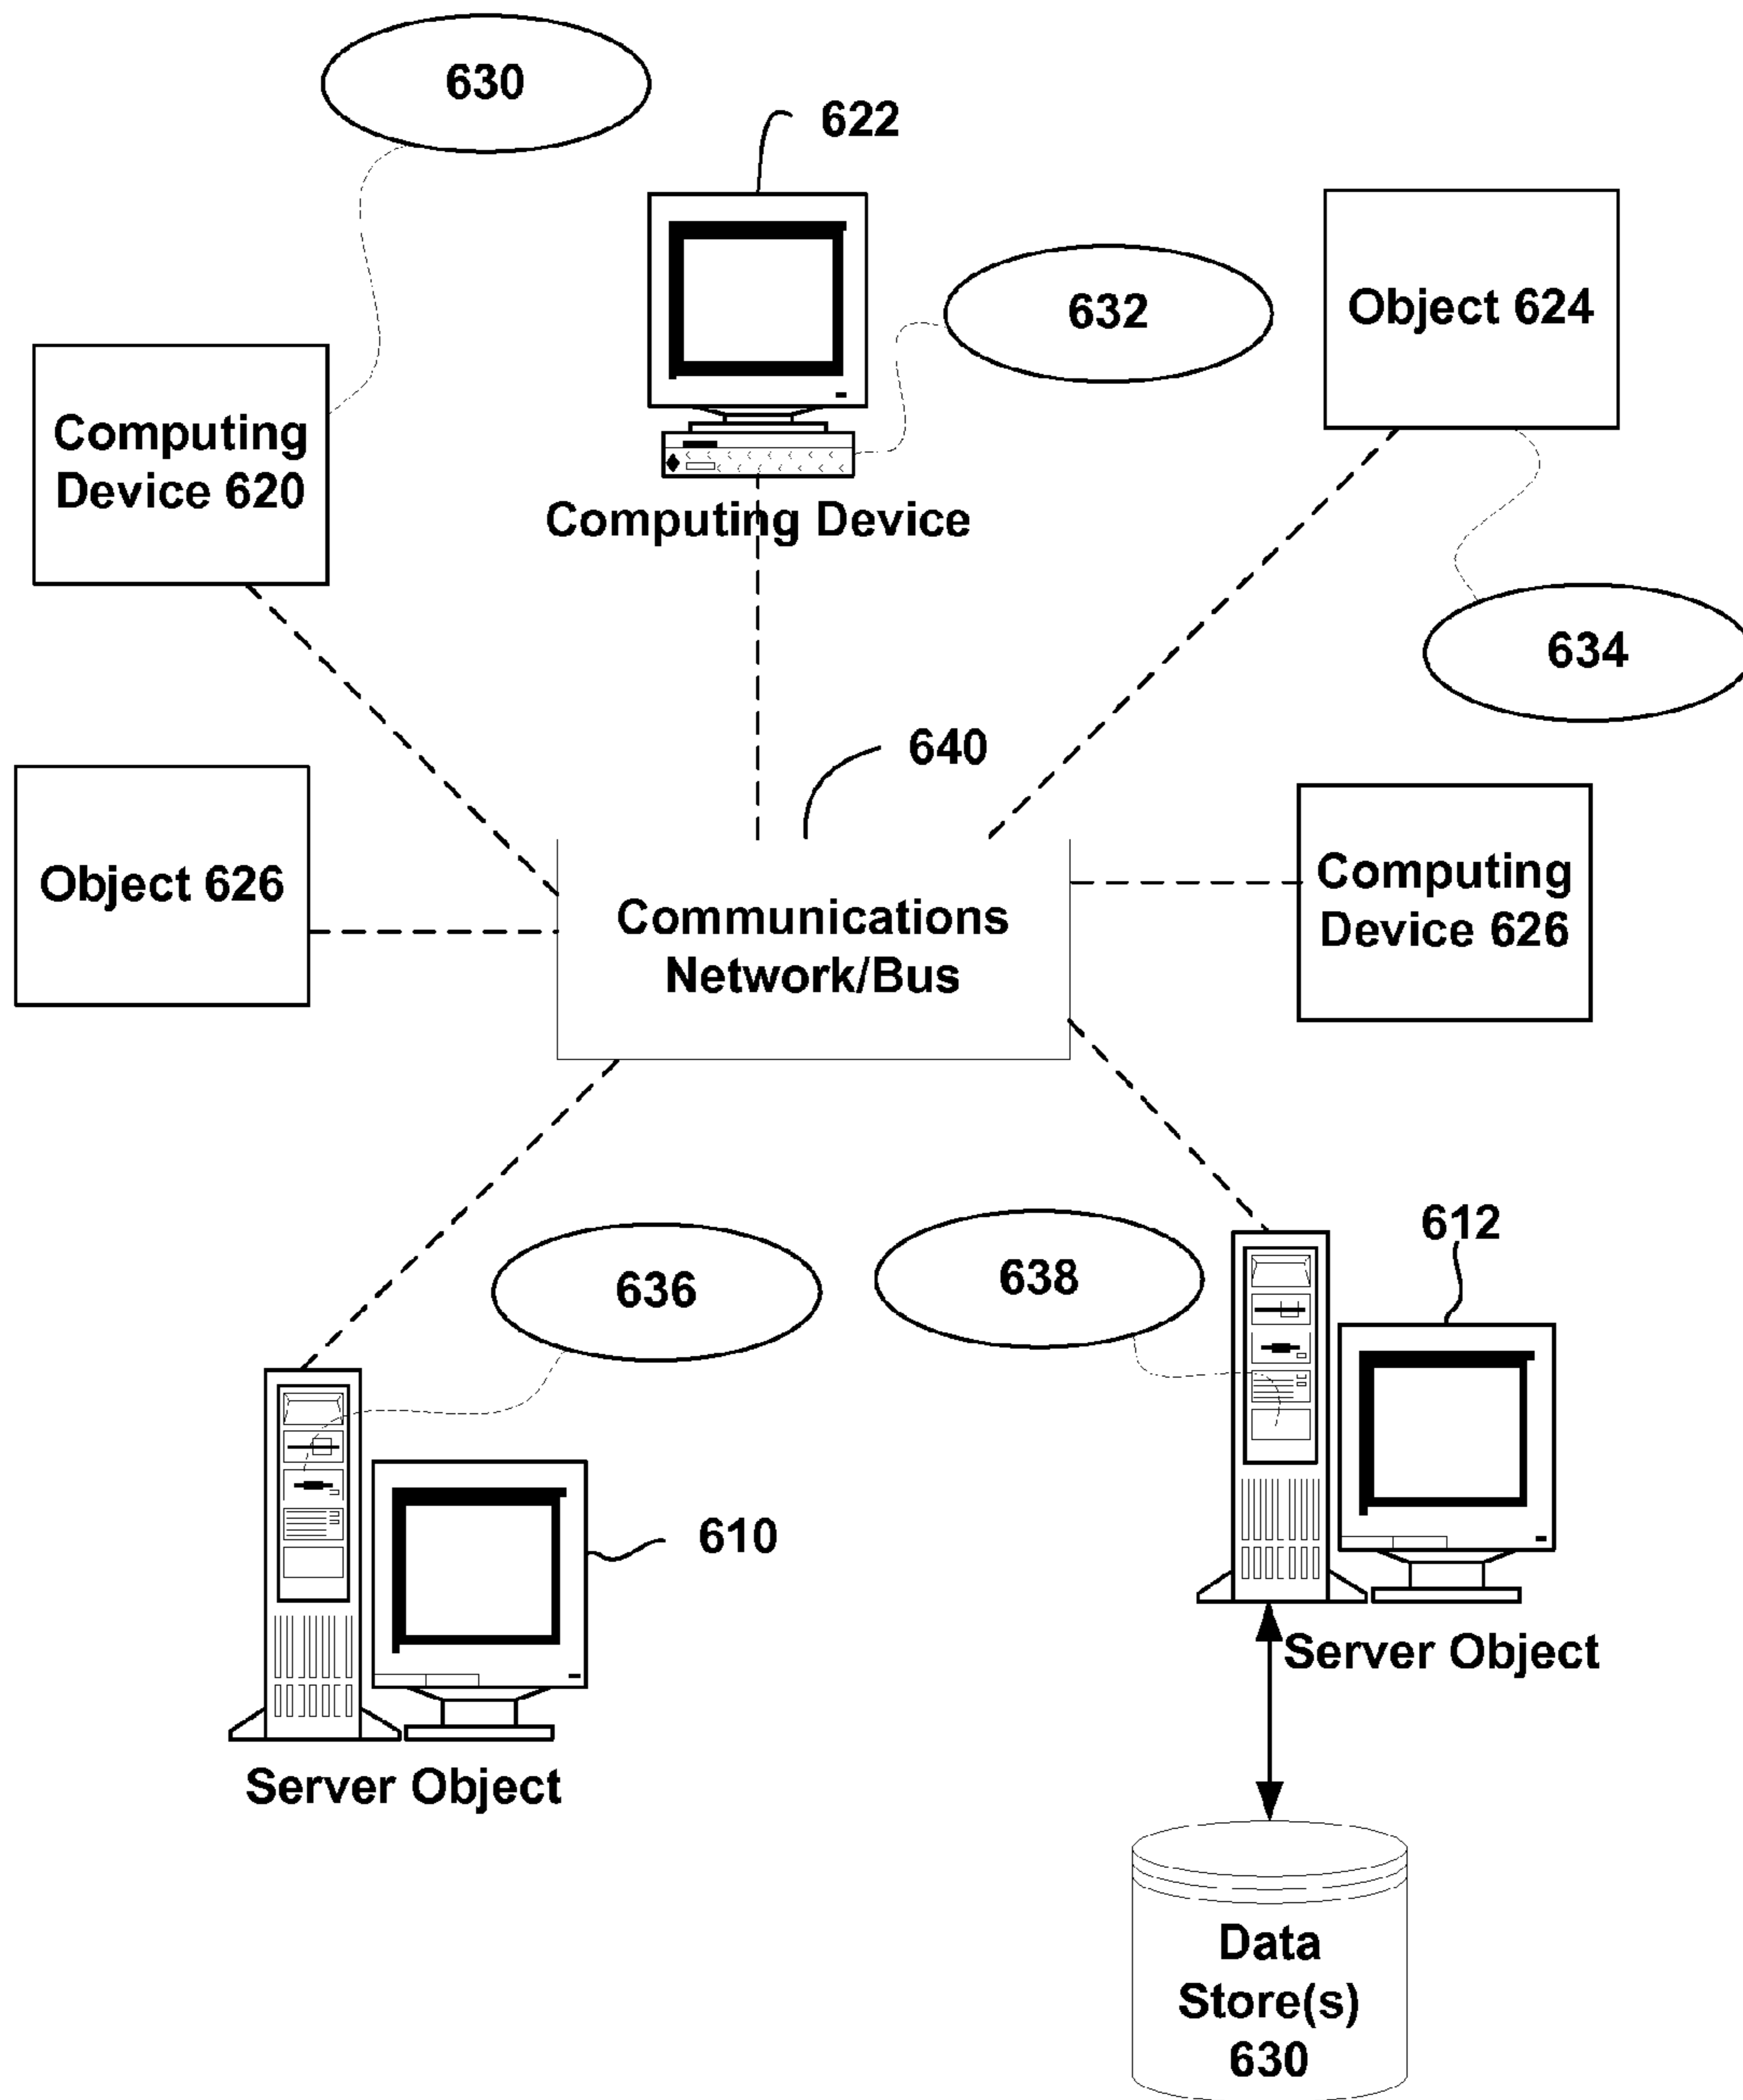 630
622
632
Object 624
Computing
Device 620
Computing Device
634
640
Object 626
Computing
Device 626
Communications
Network/Bus
636
638
612
610
Server Object
Server Object
Data
Store(s)
630